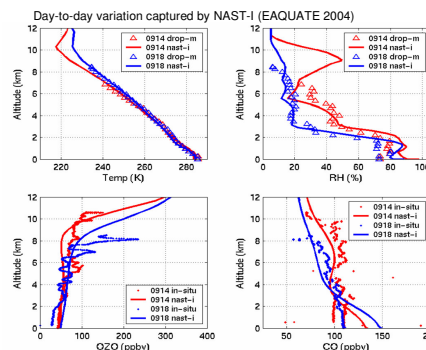 Day-to-day variation captured by NAST-I (EAQUATE 2004)
12
10
8
6
4
2
0
Altitude (km)
0914 drop-m
0914 nast-i
0918 drop-m
0918 nast-i
220
240
260
280
Temp (K)
12
10
8
6
4
2
0
Altitude (km)
0914 drop-m
0914 nast-i
0918 drop-m
0918 nast-i
0
20
40
60
80
100
RH (%)
12
10
8
6
4
2
0
Altitude (km)
0914 in-situ
0914 nast-i
0918 in-situ
0918 nast-i
0
100
200
300
400
OZO (ppbv)
12
10
8
6
4
2
0
Altitude (km)
0914 in-situ
0914 nast-i
0918 in-situ
0918 nast-i
50
100
150
CO (ppbv)